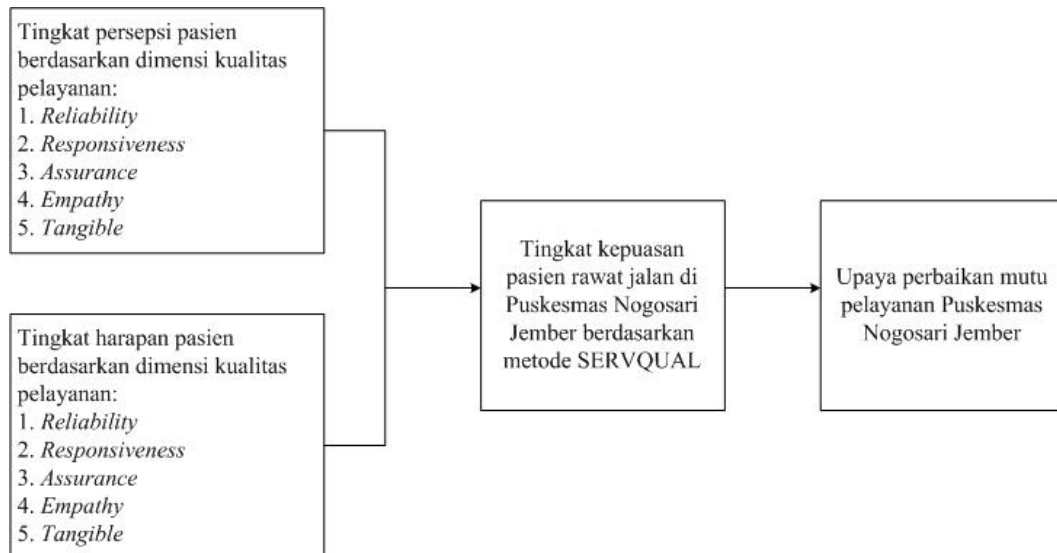 Tingkat persepsi pasien
berdasarkan dimensi kualitas
pelayanan:
1. Reliability
2. Responsiveness
3. Assurance
4. Empathy
5. Tangible
Tingkat harapan pasien
berdasarkan dimensi kualitas
pelayanan:
1. Reliability
2. Responsiveness
3. Assurance
4. Empathy
5. Tangible
Tingkat kepuasan
pasien rawat jalan di
Puskesmas Nogosari
Jember berdasarkan
metode SERVQUAL
Upaya perbaikan mutu
pelayanan Puskesmas
Nogosari Jember